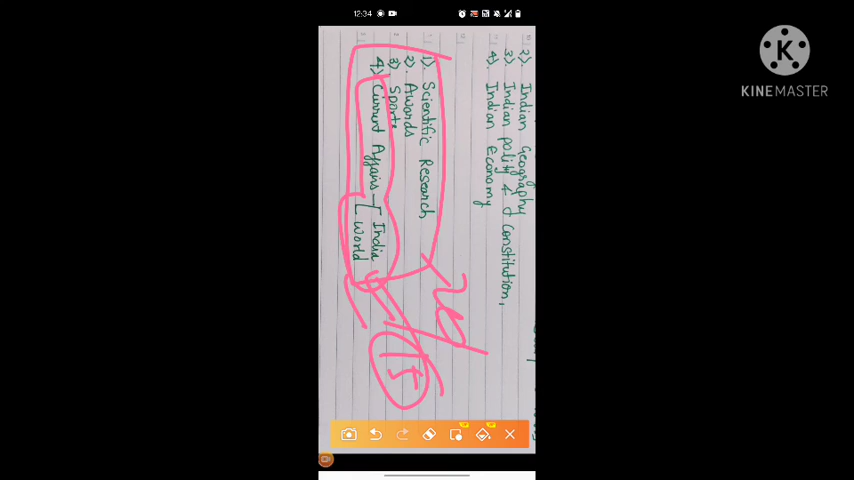 12:34
KINEMASTER
2). Indian Geography
3). Indian polity & constitution,
4). Indian Economy
1). Scientific Research
2). Awards
3) Sports
4) Current Affairs - [ India
World